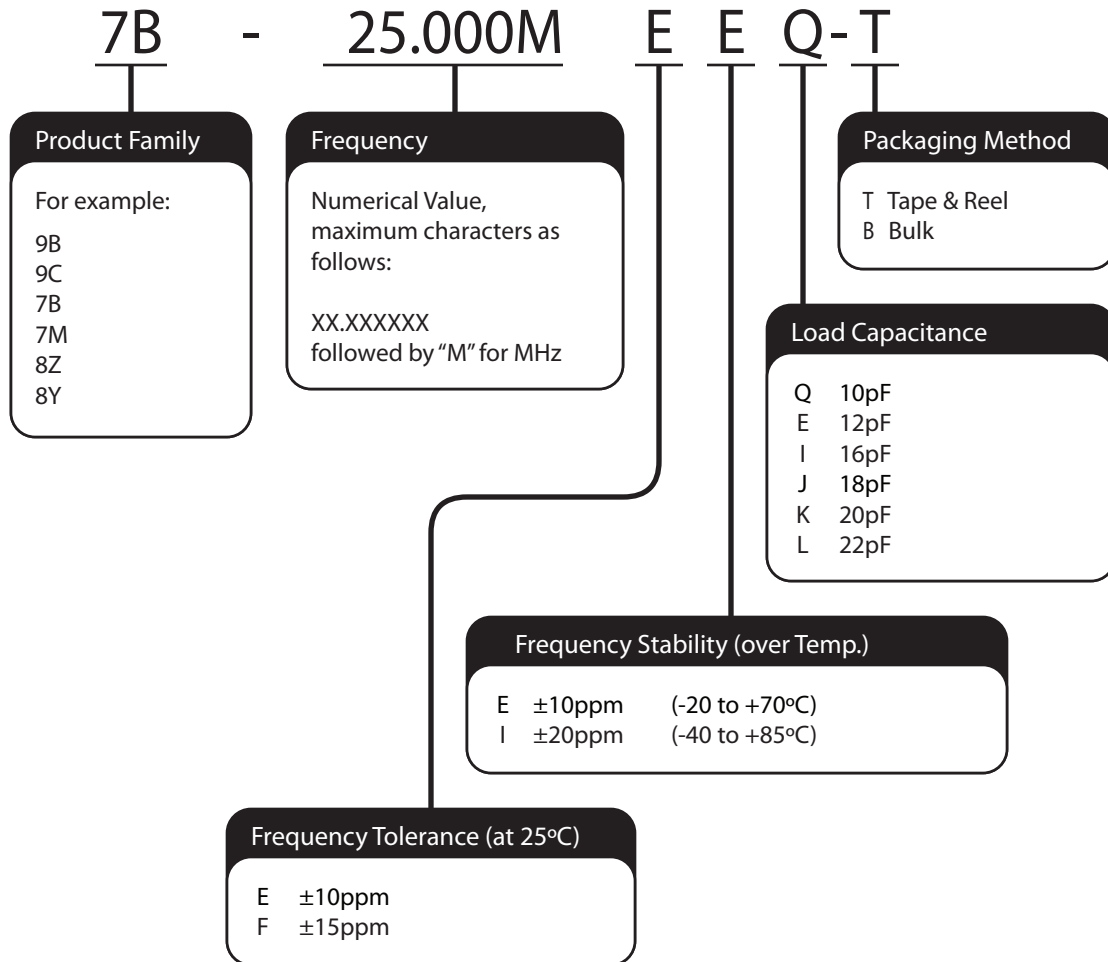 7B - 25.000M E E Q-T
Product Family
For example:
9B
9C
7B
7M
8Z
8Y
Frequency
Numerical Value,
maximum characters as
follows:
XX.XXXXXX
followed by “M” for MHz
Packaging Method
T Tape & Reel
B Bulk
Load Capacitance
Q 10pF
E 12pF
I 16pF
J 18pF
K 20pF
L 22pF
Frequency Stability (over Temp.)
E ±10ppm (-20 to +70ºC)
I ±20ppm (-40 to +85ºC)
Frequency Tolerance (at 25ºC)
E ±10ppm
F ±15ppm